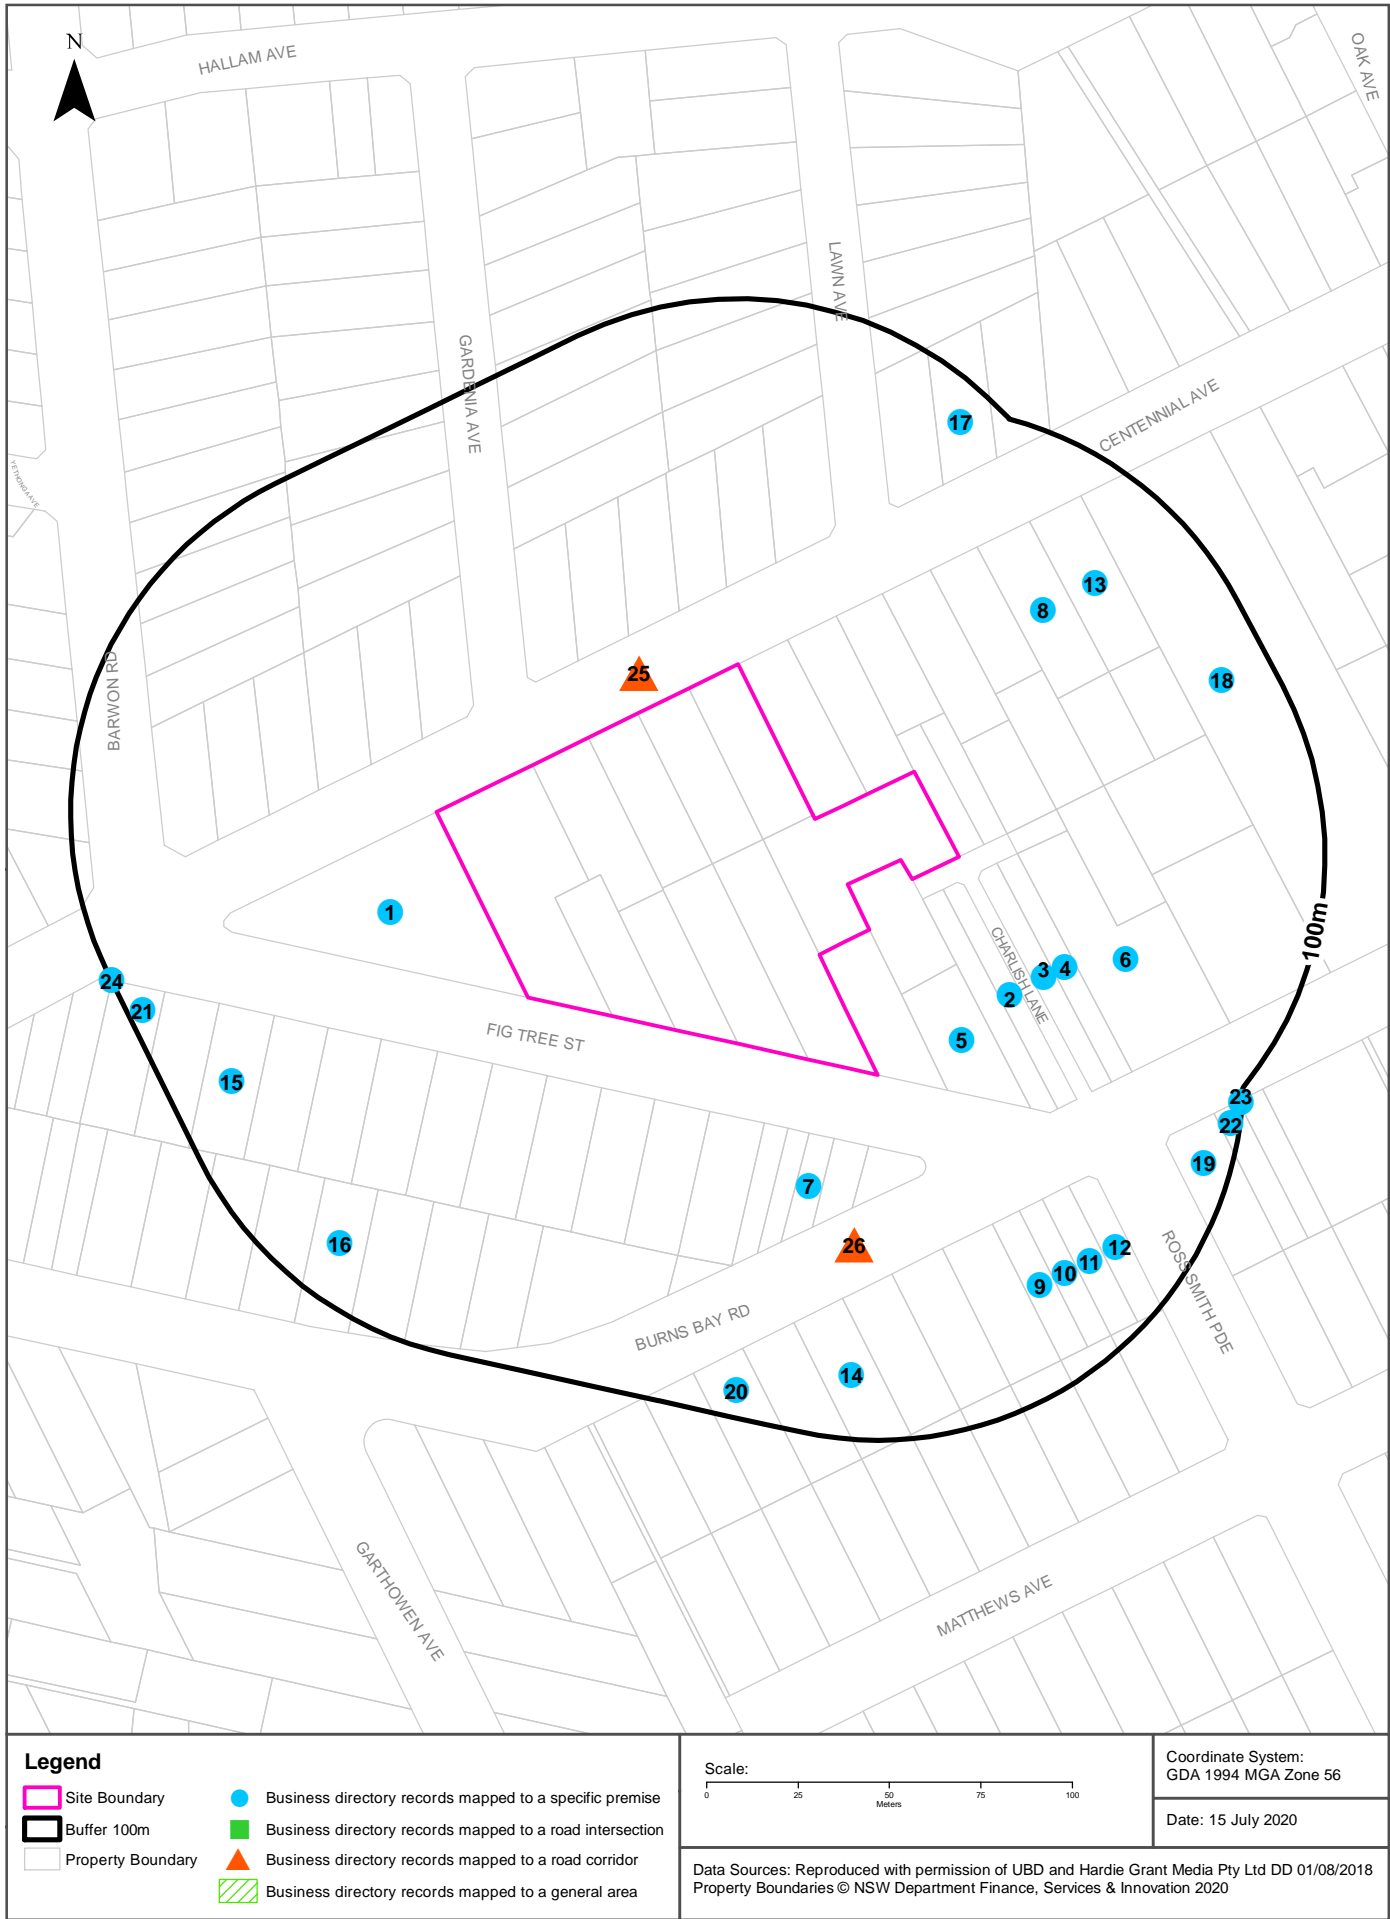 N
HALLAM AVE
OAK AVE
LAWN AVE
GARDENIA AVE
CENTENNIAL AVE
17
YETHONGA AVE
13
8
BARWON RD
25
18
1
100m
CHARLISH LANE
3
4
6
2
24
21
FIG TREE ST
5
15
23
22
19
7
16
26
12
11
10
9
ROSS SMITH PDE
BURNS BAY RD
14
20
GARTHOWEN AVE
MATTHEWS AVE
Legend
Site Boundary
Buffer 100m
Property Boundary
Business directory records mapped to a specific premise
Business directory records mapped to a road intersection
Business directory records mapped to a road corridor
Business directory records mapped to a general area
Scale:
0 25 50 75 100
Meters
Coordinate System:
GDA 1994 MGA Zone 56
Date: 15 July 2020
Data Sources: Reproduced with permission of UBD and Hardie Grant Media Pty Ltd DD 01/08/2018
Property Boundaries © NSW Department Finance, Services & Innovation 2020